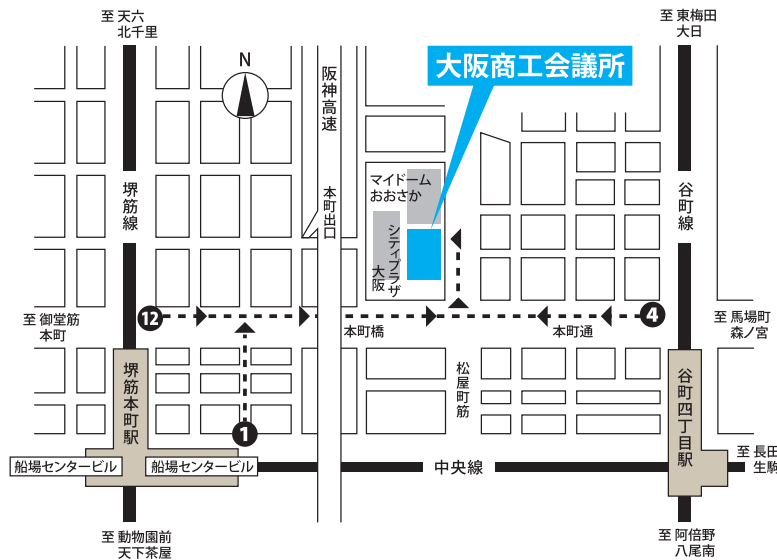 至 天六
北千里
至 東梅田
大日
N
阪神高速
大阪商工会議所
マイドーム
おおさか
堺筋線
本町出口
谷町線
シティプラザ
大阪
12
4
至 御堂筋
本町
本町橋
本町通
至 馬場町
森ノ宮
堺筋本町駅
松屋町筋
谷町四丁目駅
1
船場センタービル
船場センタービル
中央線
至 長田
生駒
至 動物園前
天下茶屋
至 阿倍野
八尾南